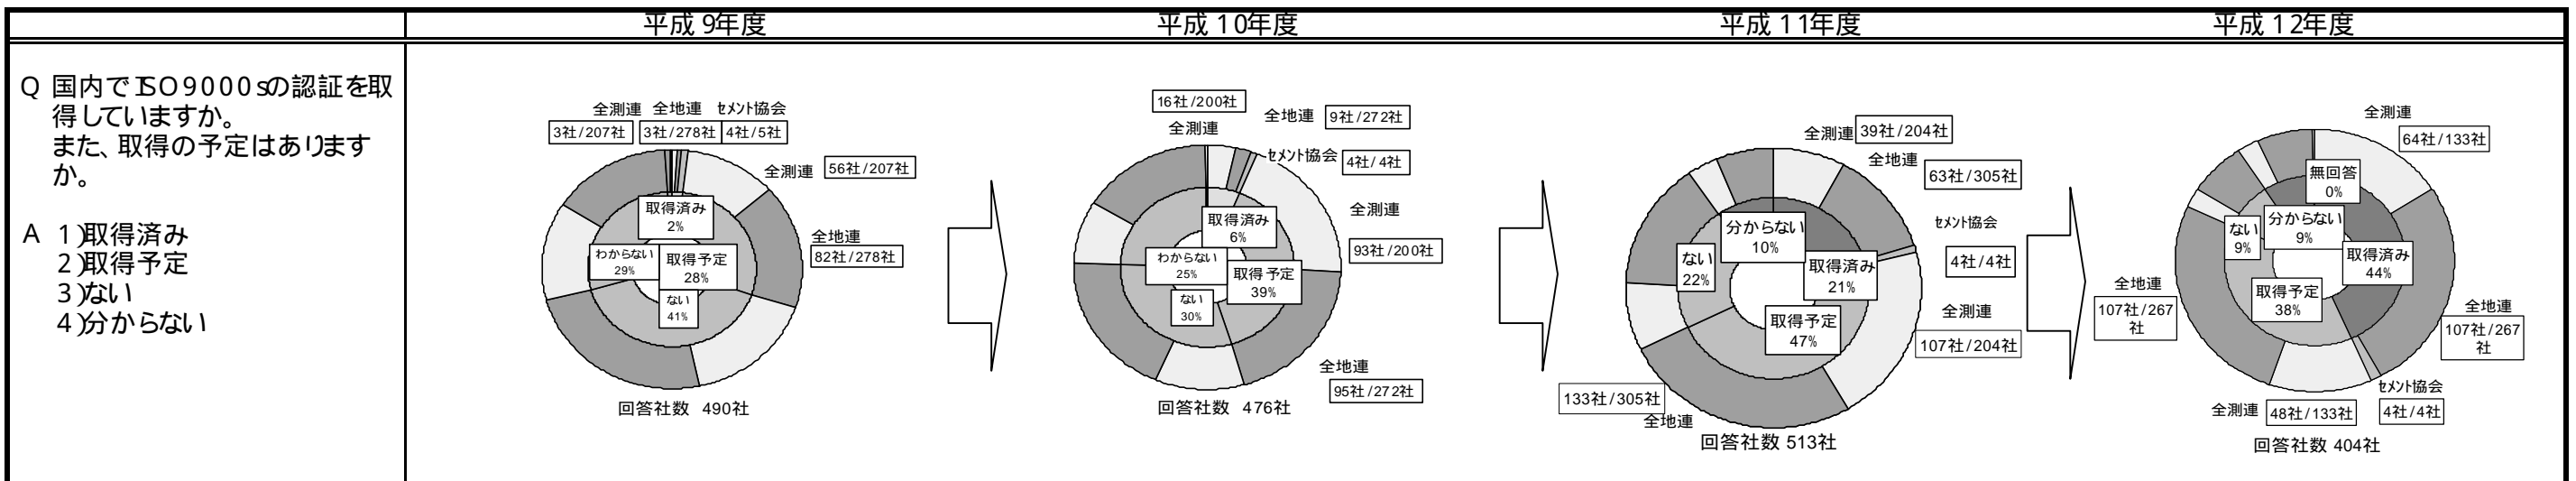 平成 9年度
平成 10年度
平成 11年度
平成 12年度
Q 国内でISO9000sの認証を取
得していますか。
また、取得の予定はあります
か。
A 1)取得済み
2)取得予定
3)ない
4)分からない
全測連 全地連 セメント協会
3社/207社 3社/278社 4社/5社
全測連 56社/207社
取得済み
2%
全地連
82社/278社
わからない
29%
取得予定
28%
ない
41%
回答社数 490社
16社/200社
全測連
全地連 9社/272社
セメント協会 4社/4社
全測連
93社/200社
取得済み
6%
わからない
25%
取得予定
39%
ない
30%
全地連
95社/272社
回答社数 476社
全測連 39社/204社
全地連
63社/305社
セメント協会
4社/4社
分からない
10%
ない
22%
取得済み
21%
全測連
107社/204社
取得予定
47%
133社/305社
全地連
回答社数 513社
全測連
64社/133社
無回答
0%
分からない
9%
ない
9%
取得済み
44%
全地連
107社/267
社
取得予定
38%
全地連
107社/267
社
セメント協会
4社/4社
全測連 48社/133社
回答社数 404社